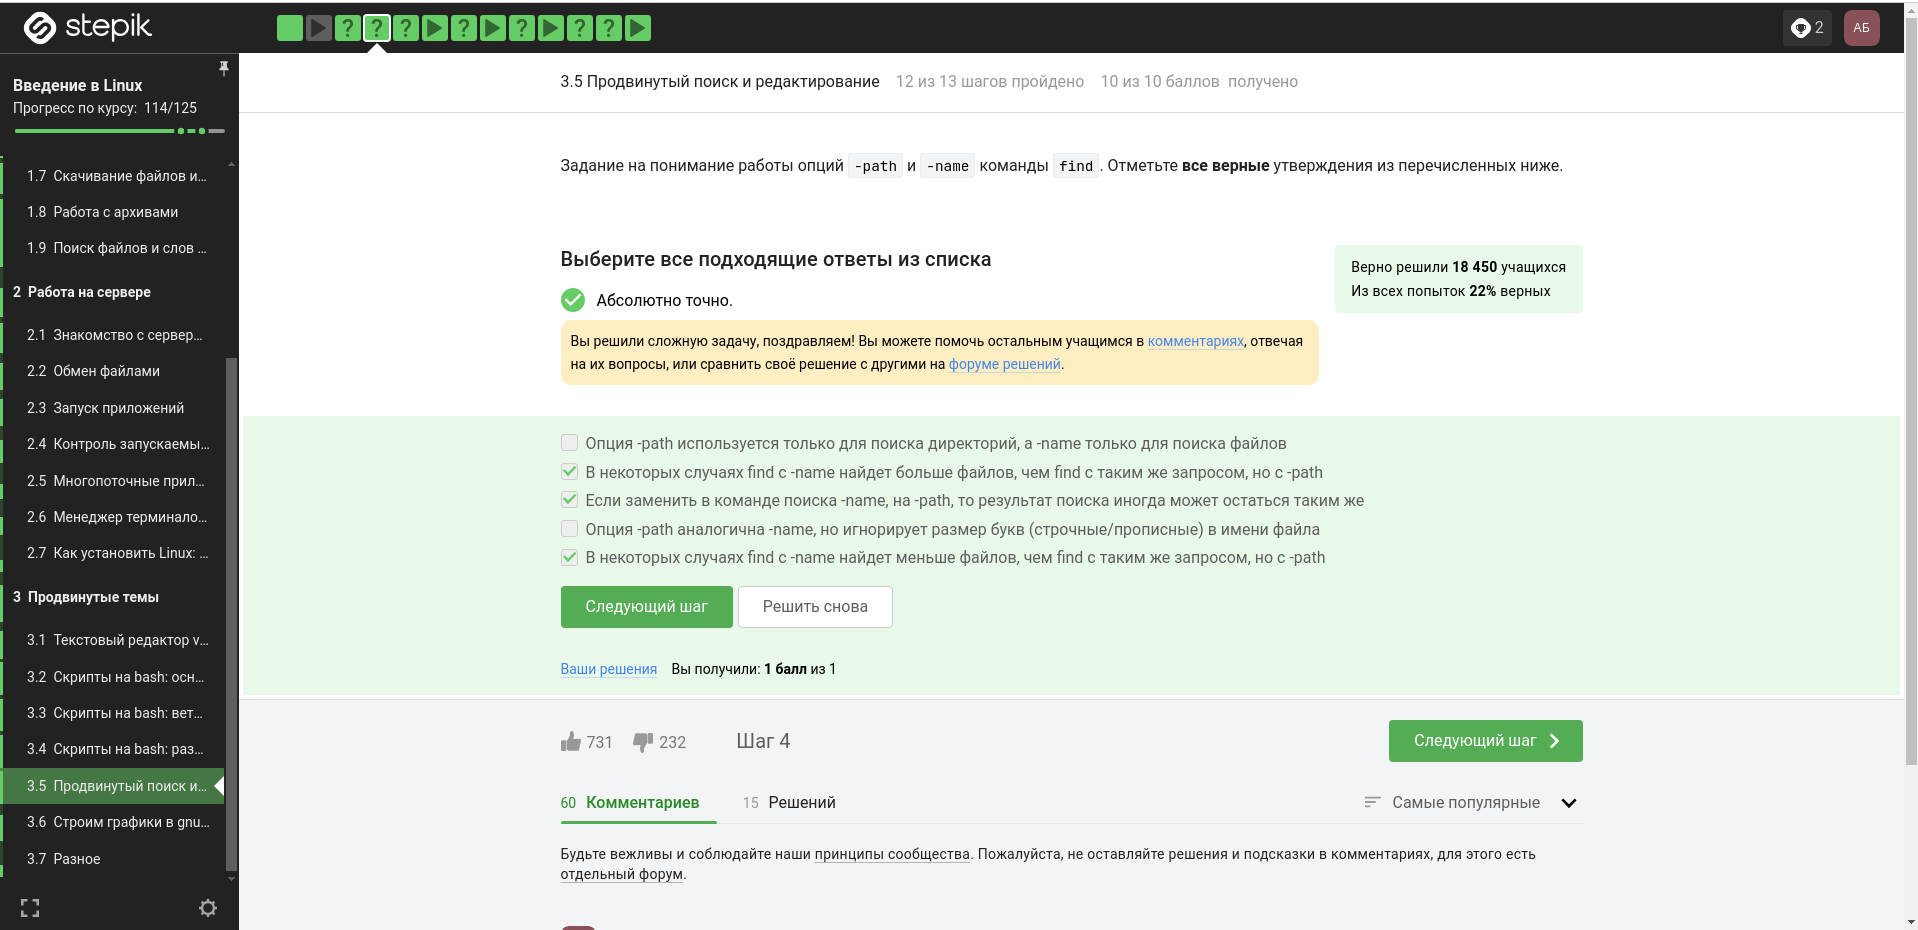 stepik
2
АБ
Введение в Linux
Прогресс по курсу: 114/125
1.7 Скачивание файлов и...
1.8 Работа с архивами
1.9 Поиск файлов и слов ...
2 Работа на сервере
2.1 Знакомство с сервер...
2.2 Обмен файлами
2.3 Запуск приложений
2.4 Контроль запускаемы...
2.5 Многопоточные прил...
2.6 Менеджер терминало...
2.7 Как установить Linux: ...
3 Продвинутые темы
3.1 Текстовый редактор v...
3.2 Скрипты на bash: осн...
3.3 Скрипты на bash: вет...
3.4 Скрипты на bash: раз...
3.5 Продвинутый поиск и...
3.6 Строим графики в gnu...
3.7 Разное
3.5 Продвинутый поиск и редактирование 12 из 13 шагов пройдено 10 из 10 баллов получено
Задание на понимание работы опций -path и -name команды find. Отметьте все верные утверждения из перечисленных ниже.
Выберите все подходящие ответы из списка
Верно решили 18 450 учащихся
Из всех попыток 22% верных
Абсолютно точно.
Вы решили сложную задачу, поздравляем! Вы можете помочь остальным учащимся в комментариях, отвечая
на их вопросы, или сравнить своё решение с другими на форуме решений.
Опция -path используется только для поиска директорий, а -name только для поиска файлов
В некоторых случаях find с -name найдет больше файлов, чем find с таким же запросом, но с -path
Если заменить в команде поиска -name, на -path, то результат поиска иногда может остаться таким же
Опция -path аналогична -name, но игнорирует размер букв (строчные/прописные) в имени файла
В некоторых случаях find с -name найдет меньше файлов, чем find с таким же запросом, но с -path
Следующий шаг Решить снова
Ваши решения Вы получили: 1 балл из 1
731 232 Шаг 4 Следующий шаг
60 Комментариев 15 Решений Самые популярные
Будьте вежливы и соблюдайте наши принципы сообщества. Пожалуйста, не оставляйте решения и подсказки в комментариях, для этого есть
отдельный форум.